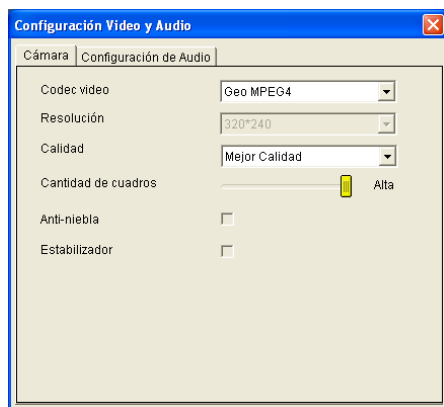 Configuración Video y Audio
Cámara Configuración de Audio
Codec video Geo MPEG4
Resolución 320*240
Calidad Mejor Calidad
Cantidad de cuadros Alta
Anti-niebla
Estabilizador